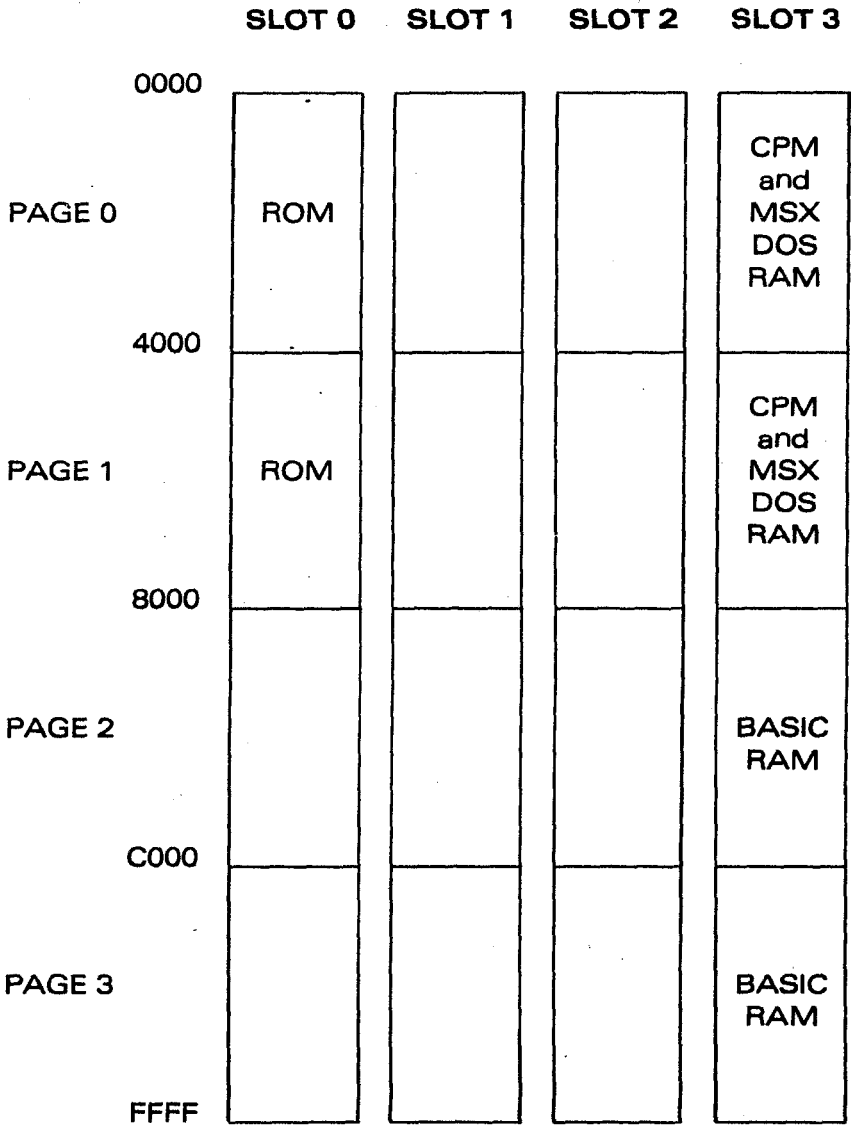 SLOT 0 SLOT 1 SLOT 2 SLOT 3
0000
PAGE 0
ROM
CPM
and
MSX
DOS
RAM
4000
PAGE 1
ROM
CPM
and
MSX
DOS
RAM
8000
PAGE 2
BASIC
RAM
C000
PAGE 3
BASIC
RAM
FFFF